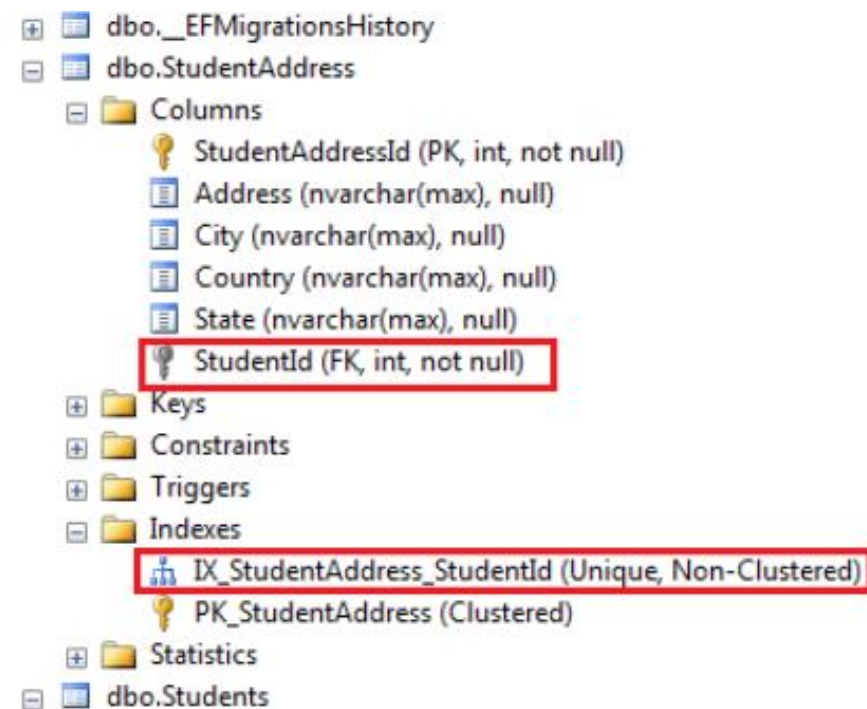 dbo.__EFMigrationsHistory
dbo.StudentAddress
Columns
StudentAddressId (PK, int, not null)
Address (nvarchar(max), null)
City (nvarchar(max), null)
Country (nvarchar(max), null)
State (nvarchar(max), null)
StudentId (FK, int, not null)
Keys
Constraints
Triggers
Indexes
IX_StudentAddress_StudentId (Unique, Non-Clustered)
PK_StudentAddress (Clustered)
Statistics
dbo.Students